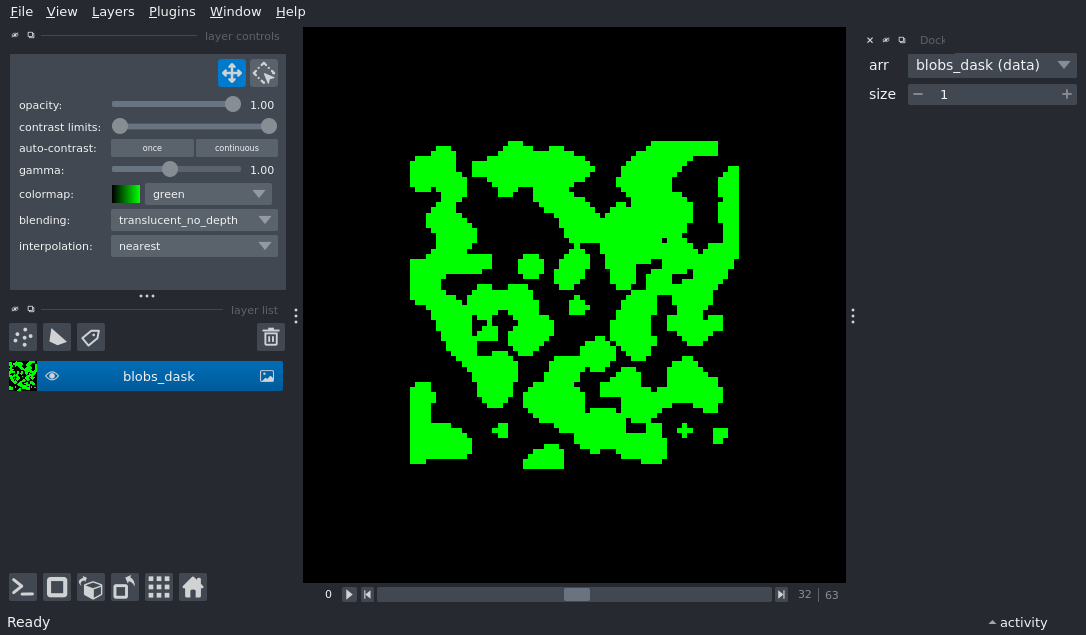 File View Layers Plugins Window Help
layer controls
opacity: 1.00
contrast limits:
auto-contrast: once continuous
gamma: 1.00
colormap: green
blending: translucent_no_depth
interpolation: nearest
layer list
blobs_dask
0 32 63
Ready
Dock
arr blobs_dask (data)
size 1
activity